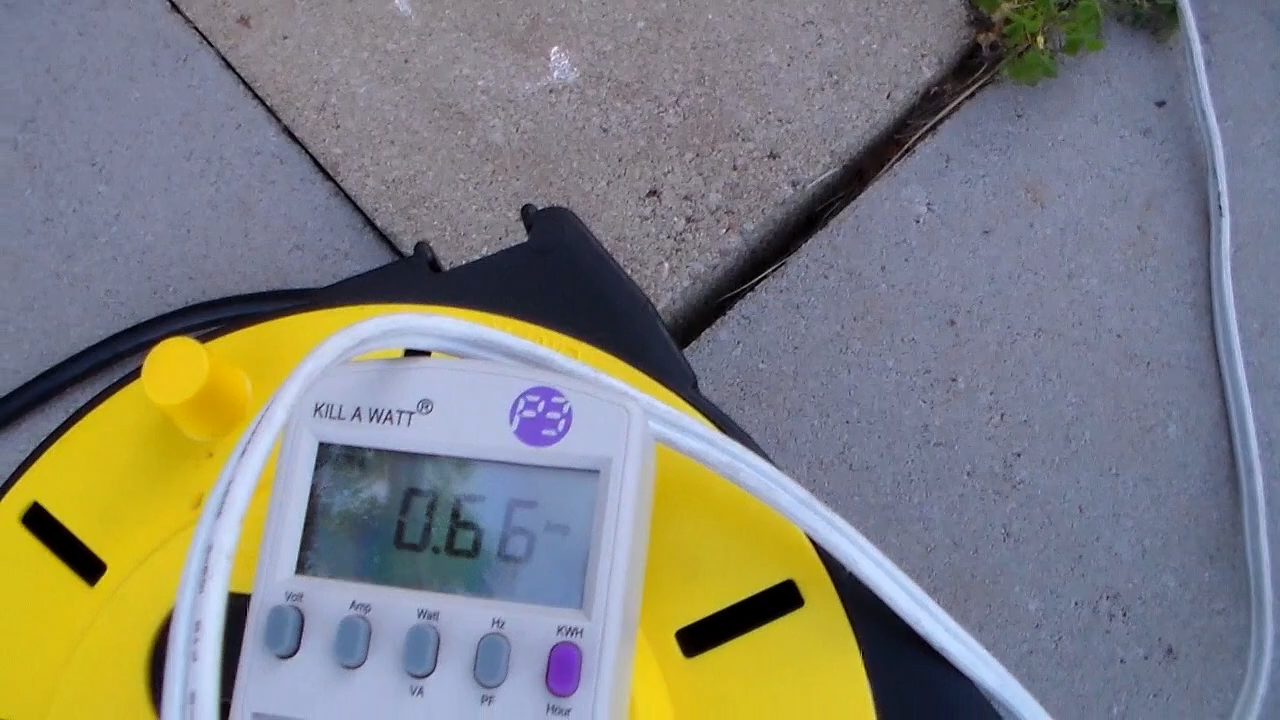 KILL A WATT®
P3
0.66
Volt Amp Watt Hz KWH
VA PF Hour